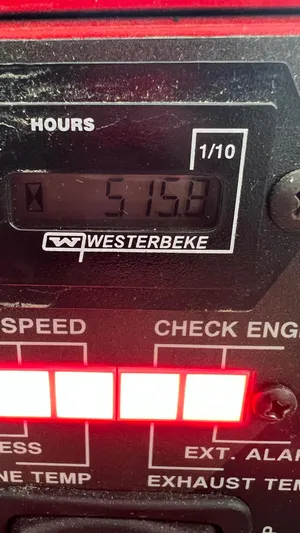 HOURS
1/10
515.8
W WESTERBEKE
SPEED
CHECK ENG
ESS
EXT. ALA
NE TEMP
EXHAUST TEM